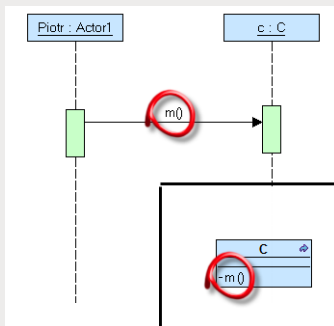 Piotr : Actor1
c : C
m()
C
-m()